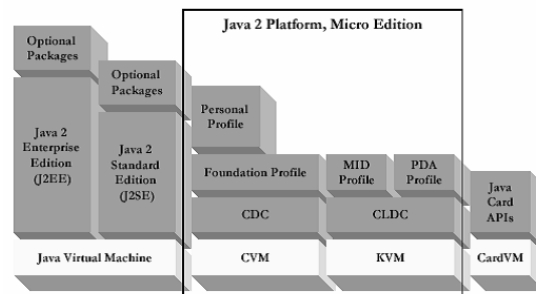 Java 2 Platform, Micro Edition
Optional
Packages
Optional
Packages
Java 2
Enterprise
Edition
(J2EE)
Java 2
Standard
Edition
(J2SE)
Personal
Profile
Foundation Profile
MID
Profile
PDA
Profile
CDC
CLDC
Java
Card
APIs
Java Virtual Machine
CVM
KVM
CardVM